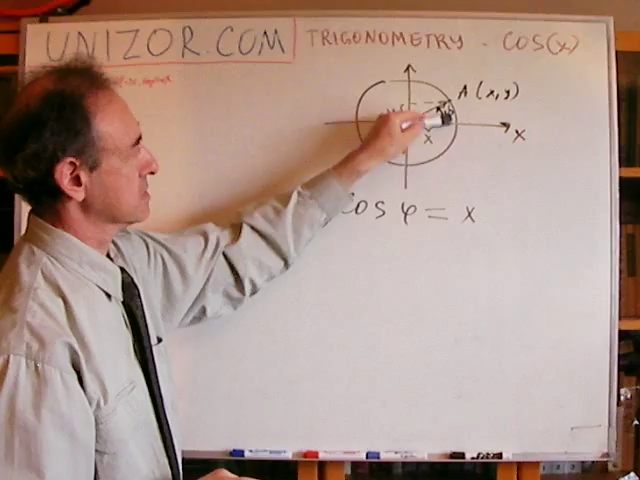 UNIZOR.COM TRIGONOMETRY - COS(x)
A(x,y)
x
x
cos φ = x